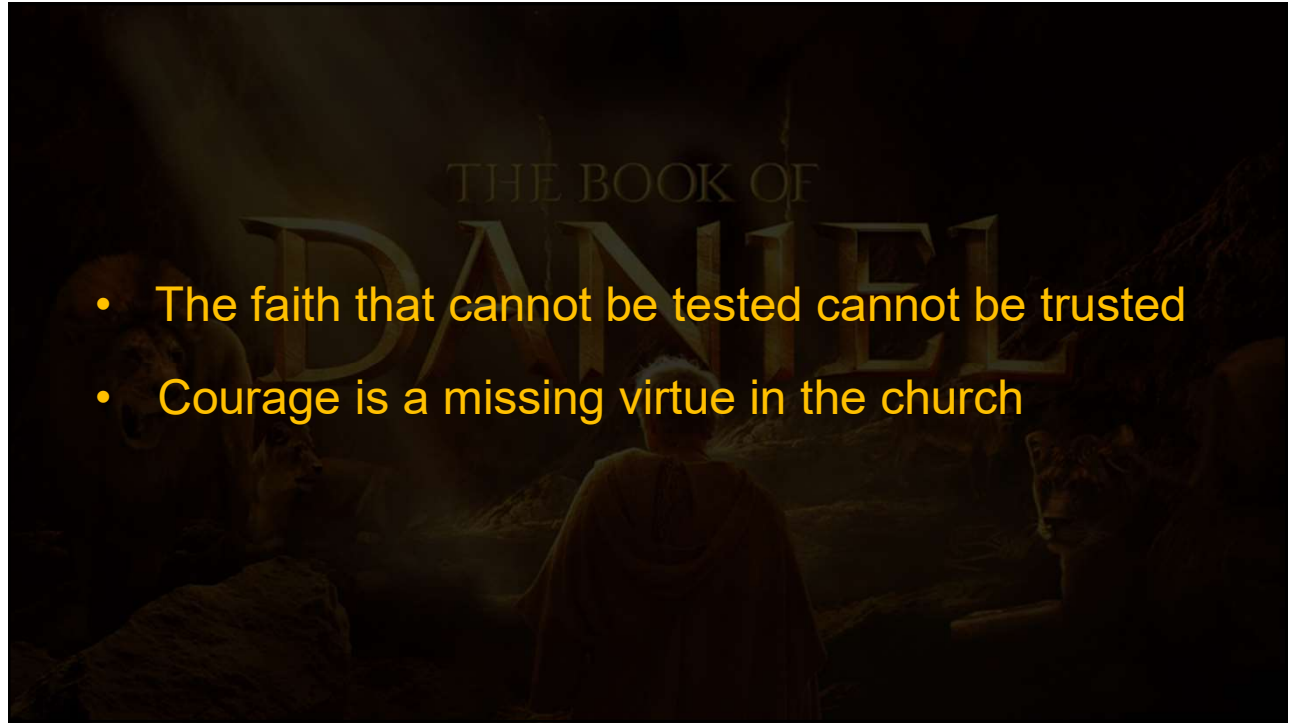 THE BOOK OF
DANIEL
• The faith that cannot be tested cannot be trusted
• Courage is a missing virtue in the church